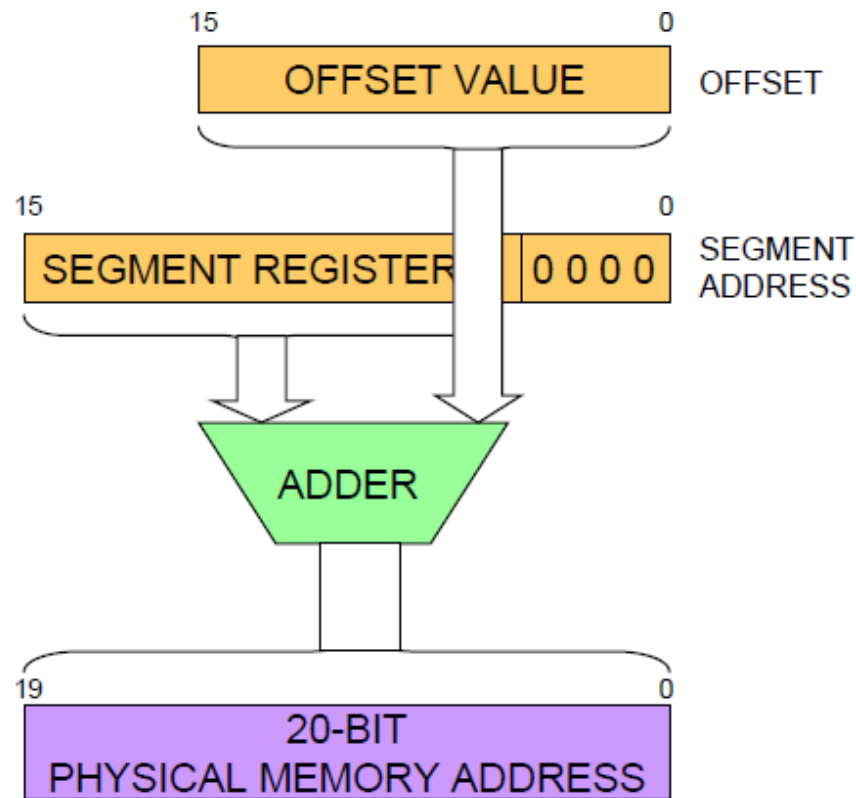 15 0
OFFSET VALUE OFFSET
15 0
SEGMENT REGISTER 0 0 0 0 SEGMENT
ADDRESS
ADDER
19 0
20-BIT
PHYSICAL MEMORY ADDRESS